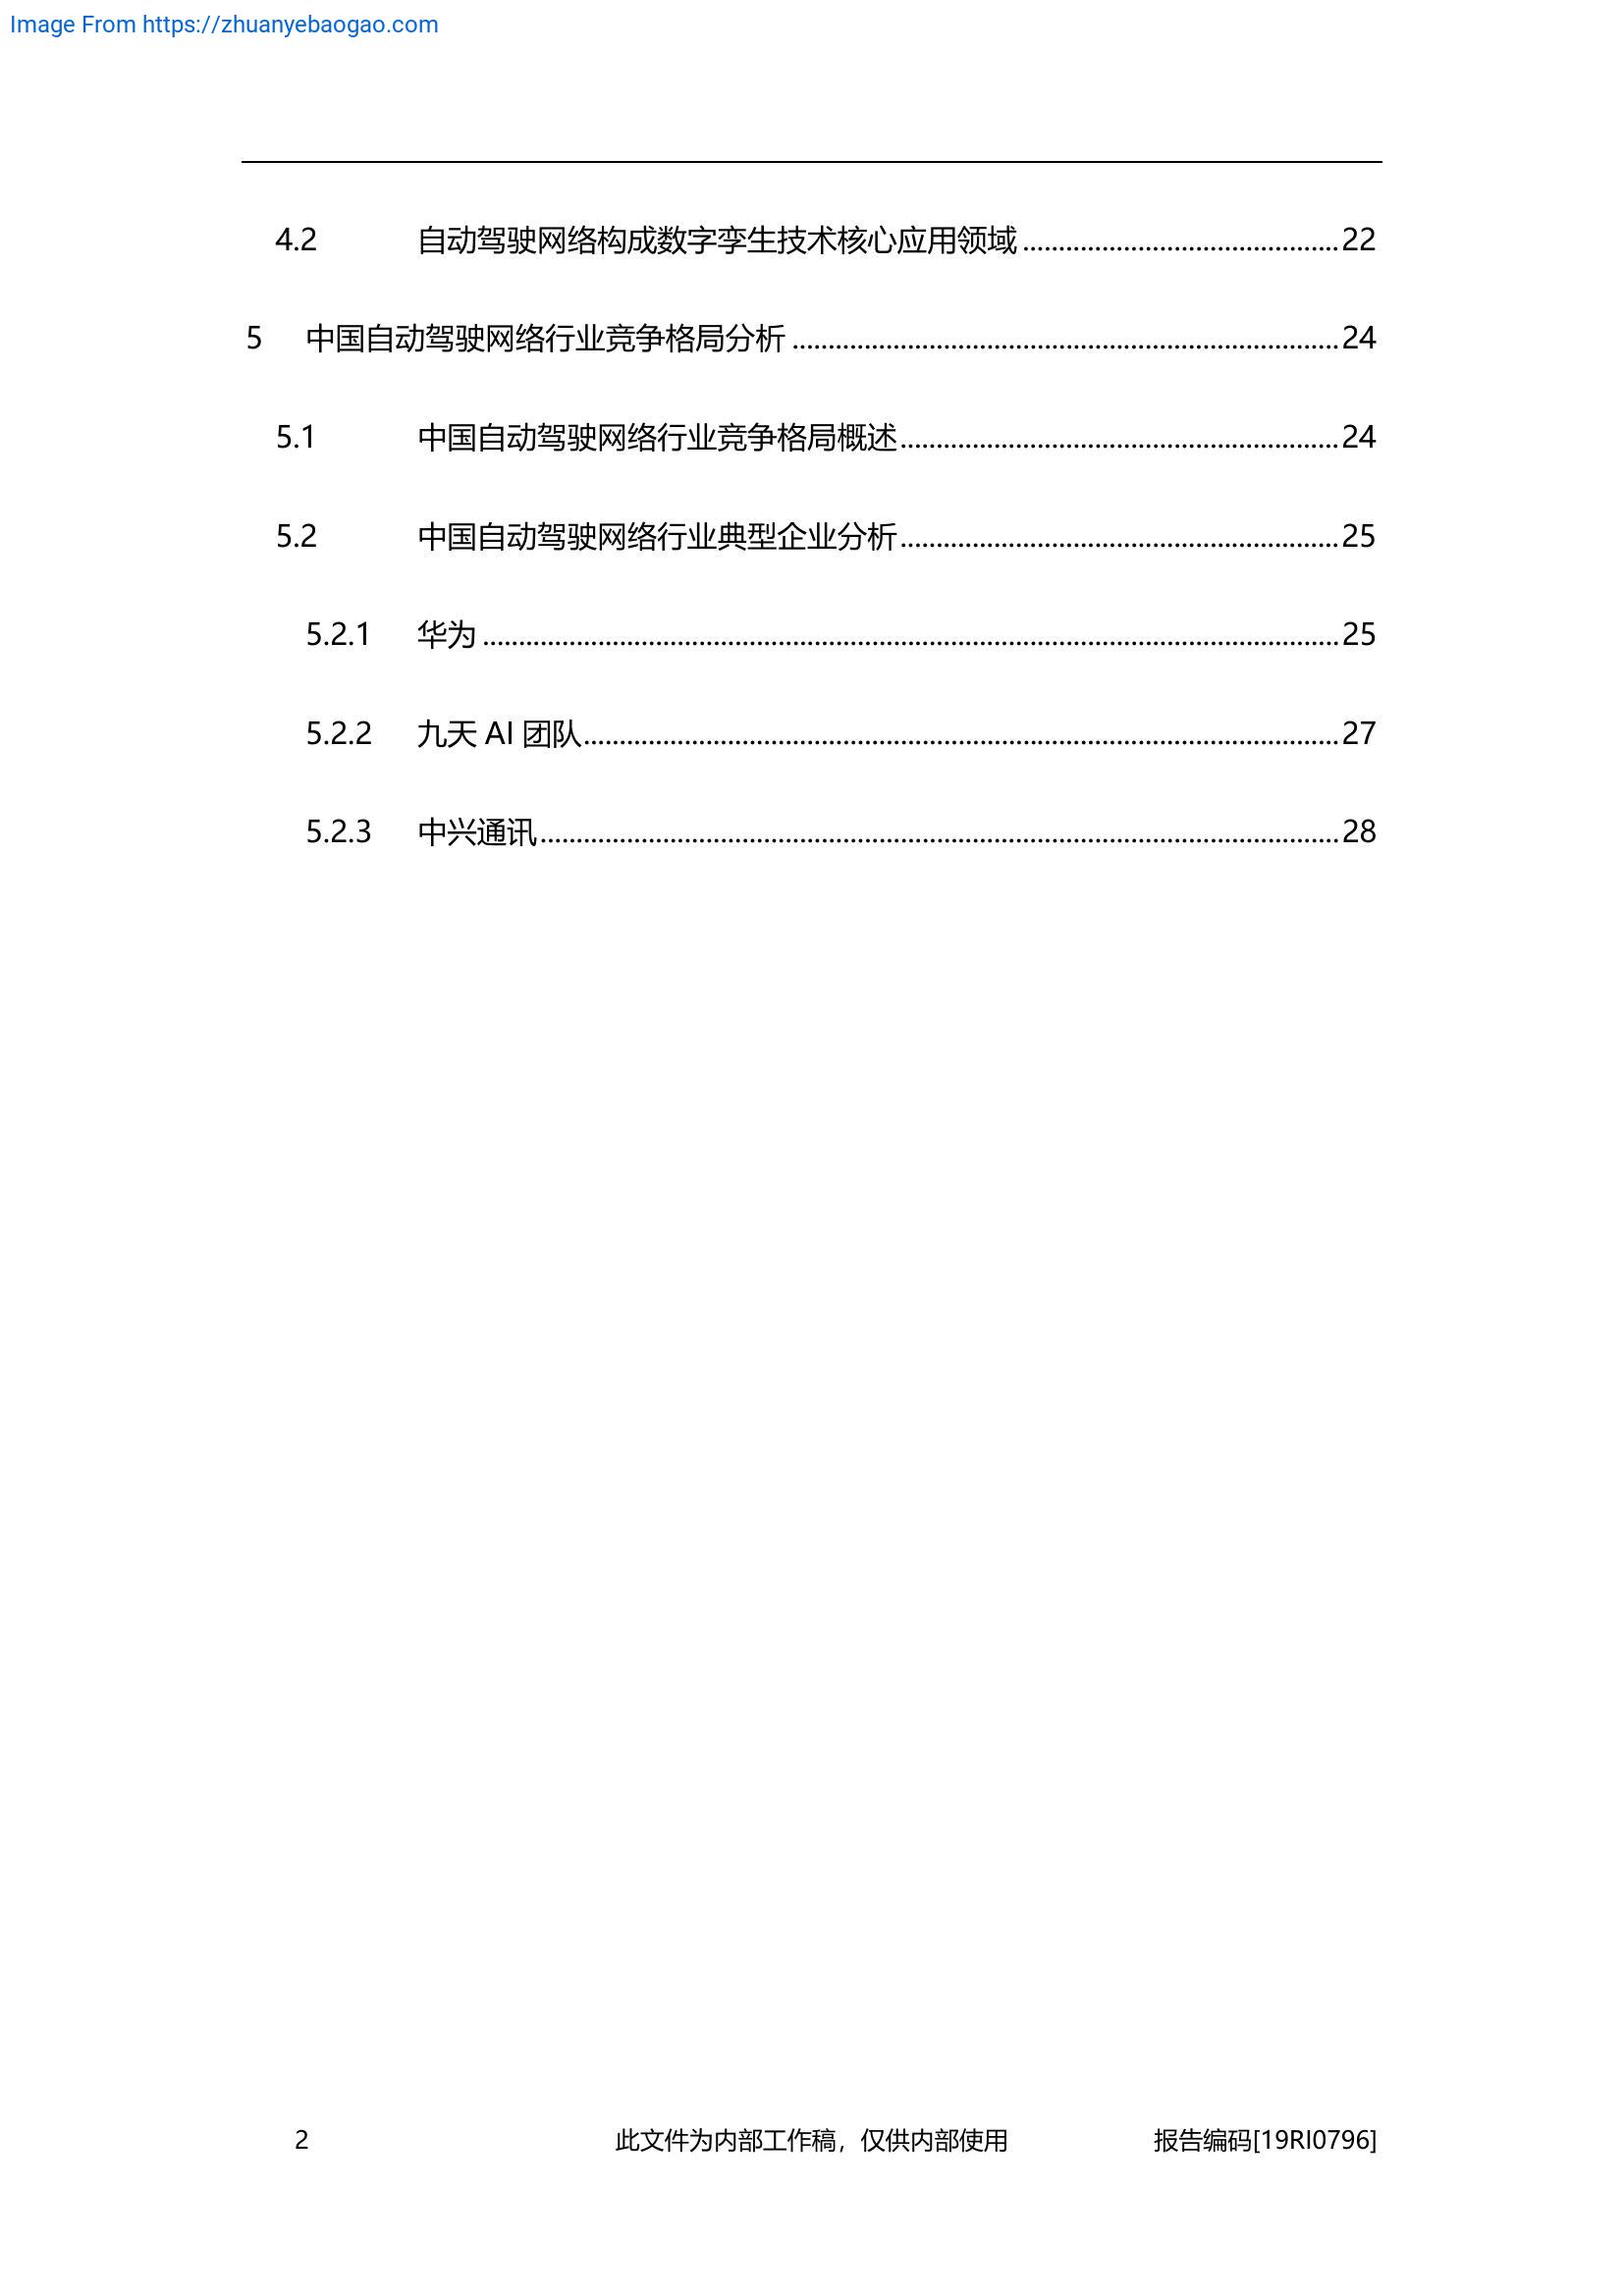 Image From https://zhuanyebaogao.com
4.2 自动驾驶网络构成数字孪生技术核心应用领域 ............................................ 22
5 中国自动驾驶网络行业竞争格局分析 ............................................................................ 24
5.1 中国自动驾驶网络行业竞争格局概述 ............................................................. 24
5.2 中国自动驾驶网络行业典型企业分析 ............................................................. 25
5.2.1 华为 ....................................................................................................................... 25
5.2.2 九天 AI 团队 ......................................................................................................... 27
5.2.3 中兴通讯 ............................................................................................................... 28
2 此文件为内部工作稿，仅供内部使用 报告编码[19RI0796]